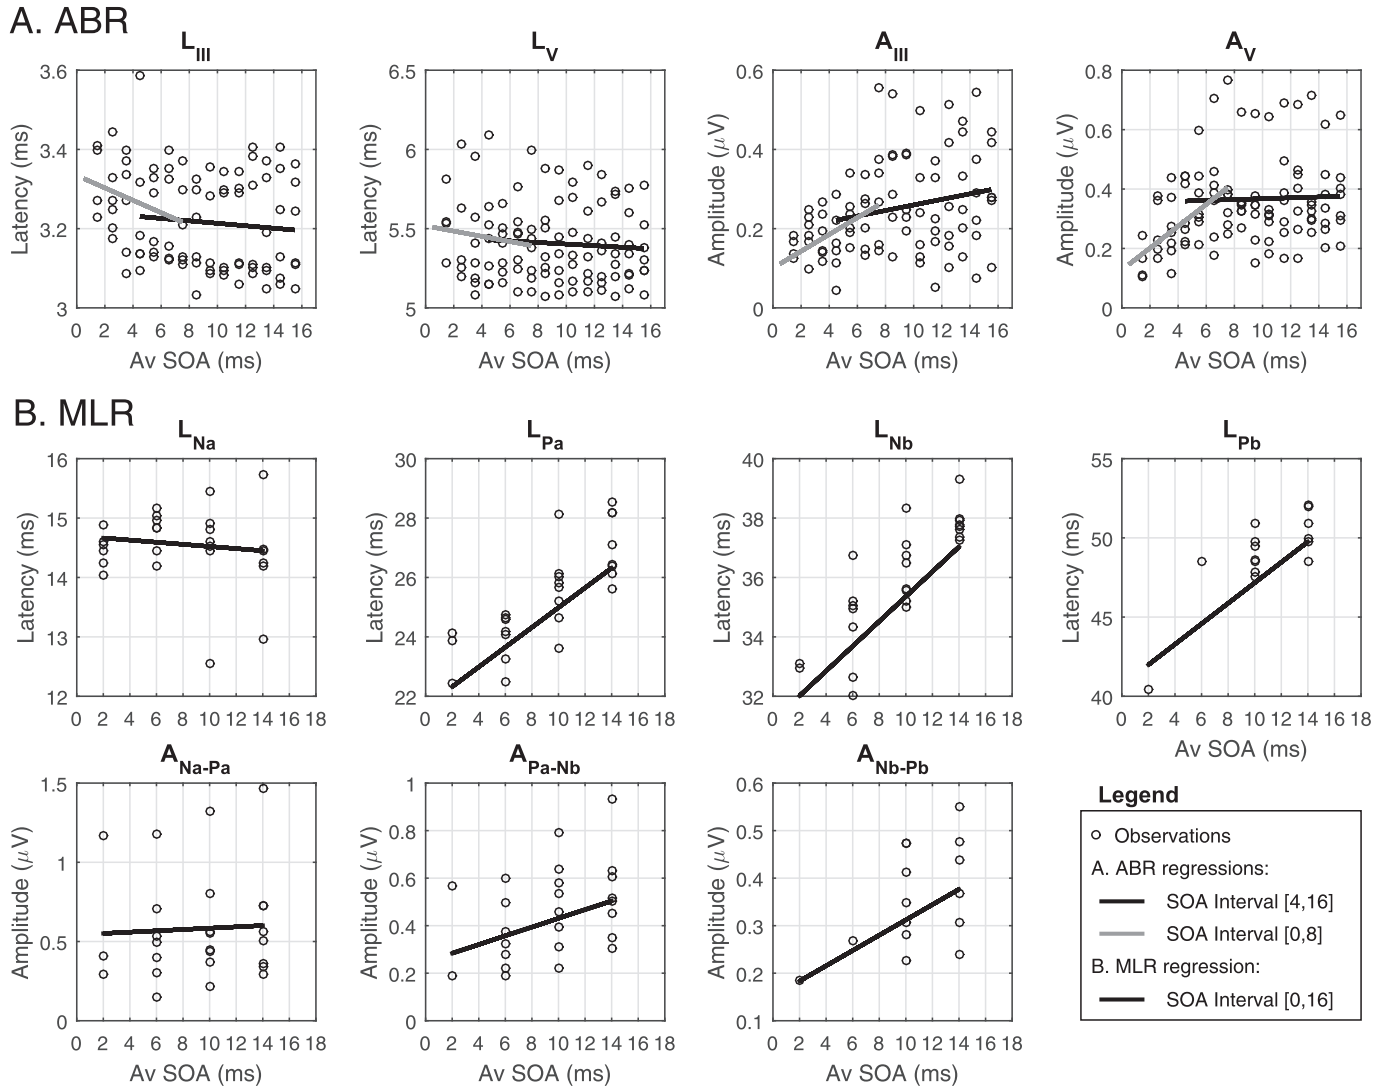 A. ABR
L_III
L_V
A_III
A_V
3.6
3.4
3.2
3
Latency (ms)
0 2 4 6 8 10 12 14 16
Av SOA (ms)
6.5
6
5.5
5
Latency (ms)
0 2 4 6 8 10 12 14 16
Av SOA (ms)
0.6
0.4
0.2
0
Amplitude (μV)
0 2 4 6 8 10 12 14 16
Av SOA (ms)
0.8
0.6
0.4
0.2
0
Amplitude (μV)
0 2 4 6 8 10 12 14 16
Av SOA (ms)
B. MLR
L_Na
L_Pa
L_Nb
L_Pb
16
15
14
13
12
Latency (ms)
0 2 4 6 8 10 12 14 16 18
30
28
26
24
22
Latency (ms)
0 2 4 6 8 10 12 14 16 18
40
38
36
34
32
Latency (ms)
0 2 4 6 8 10 12 14 16 18
55
50
45
40
Latency (ms)
0 2 4 6 8 10 12 14 16 18
Av SOA (ms)
A_Na-Pa
A_Pa-Nb
A_Nb-Pb
1.5
1
0.5
0
Amplitude (μV)
0 2 4 6 8 10 12 14 16 18
Av SOA (ms)
1
0.8
0.6
0.4
0.2
0
Amplitude (μV)
0 2 4 6 8 10 12 14 16 18
Av SOA (ms)
0.6
0.5
0.4
0.3
0.2
0.1
Amplitude (μV)
0 2 4 6 8 10 12 14 16 18
Av SOA (ms)
Legend
Observations
A. ABR regressions:
SOA Interval [4,16]
SOA Interval [0,8]
B. MLR regression:
SOA Interval [0,16]